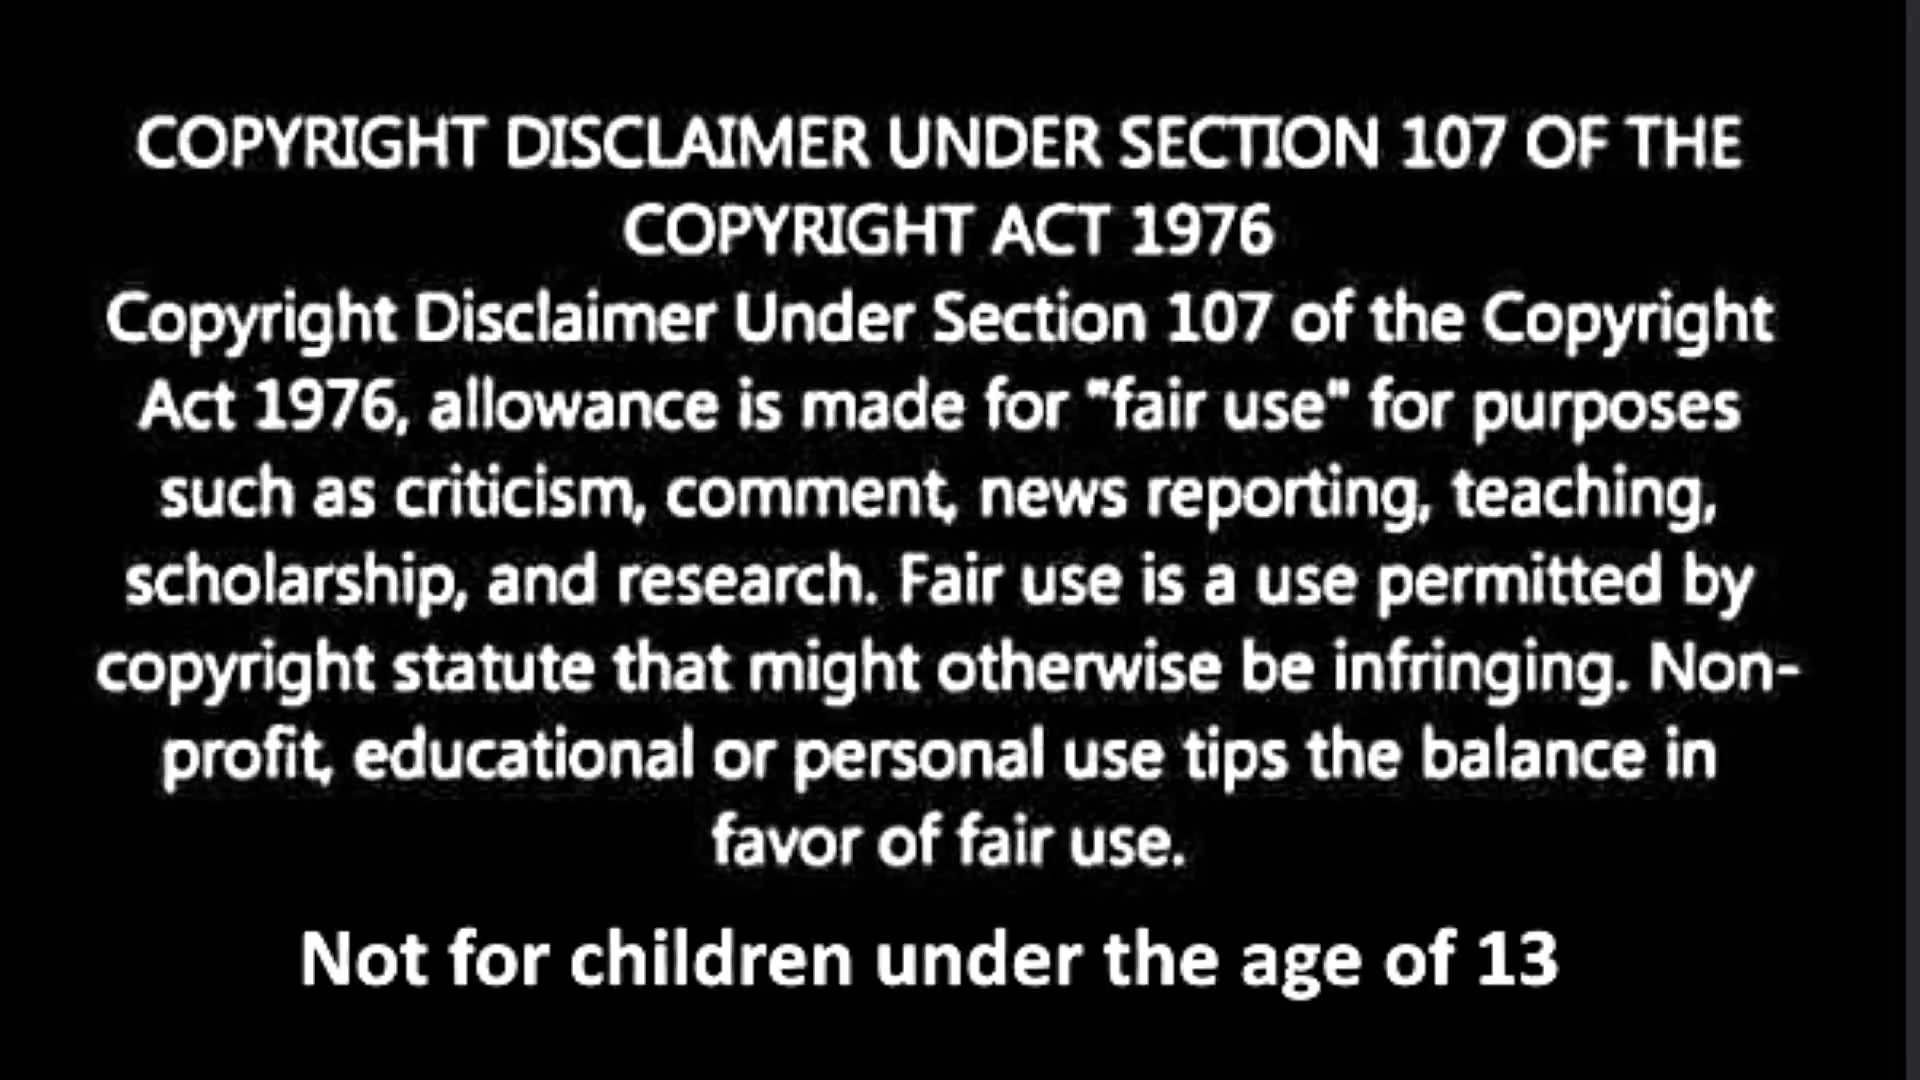 COPYRIGHT DISCLAIMER UNDER SECTION 107 OF THE
COPYRIGHT ACT 1976
Copyright Disclaimer Under Section 107 of the Copyright
Act 1976, allowance is made for "fair use" for purposes
such as criticism, comment, news reporting, teaching,
scholarship, and research. Fair use is a use permitted by
copyright statute that might otherwise be infringing. Non-
profit, educational or personal use tips the balance in
favor of fair use.
Not for children under the age of 13